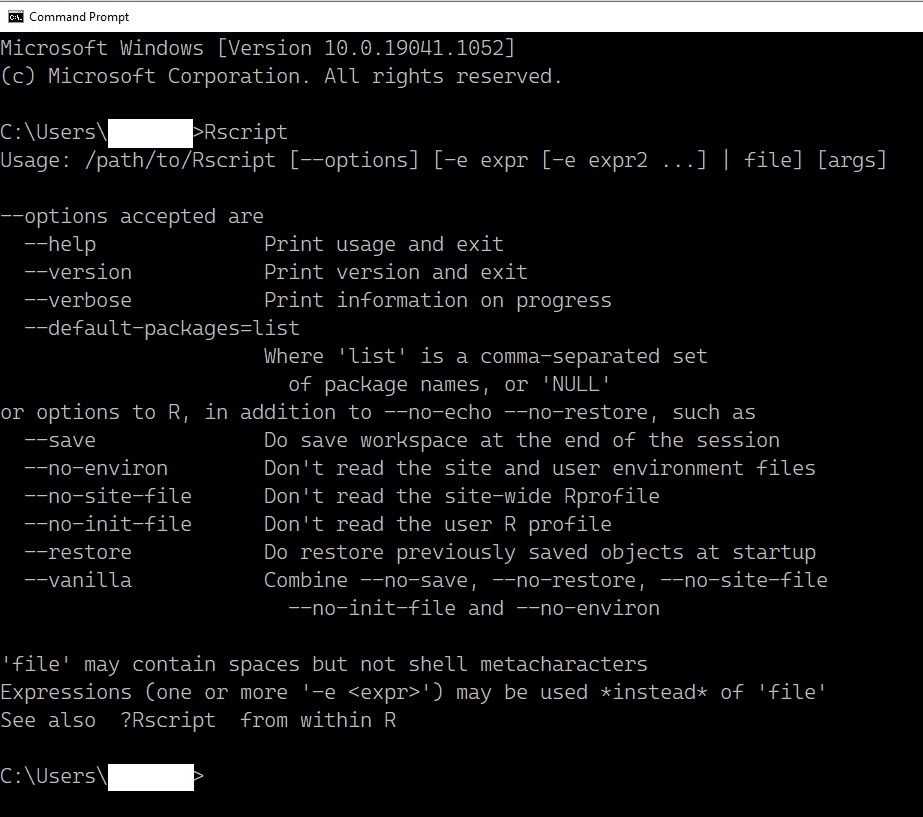 Command Prompt
Microsoft Windows [Version 10.0.19041.1052]
(c) Microsoft Corporation. All rights reserved.
C:\Users\ >Rscript
Usage: /path/to/Rscript [--options] [-e expr [-e expr2 ...] | file] [args]
--options accepted are
--help Print usage and exit
--version Print version and exit
--verbose Print information on progress
--default-packages=list
Where 'list' is a comma-separated set
of package names, or 'NULL'
or options to R, in addition to --no-echo --no-restore, such as
--save Do save workspace at the end of the session
--no-environ Don't read the site and user environment files
--no-site-file Don't read the site-wide Rprofile
--no-init-file Don't read the user R profile
--restore Do restore previously saved objects at startup
--vanilla Combine --no-save, --no-restore, --no-site-file
--no-init-file and --no-environ
'file' may contain spaces but not shell metacharacters
Expressions (one or more '-e <expr>') may be used *instead* of 'file'
See also  ?Rscript  from within R
C:\Users\ >